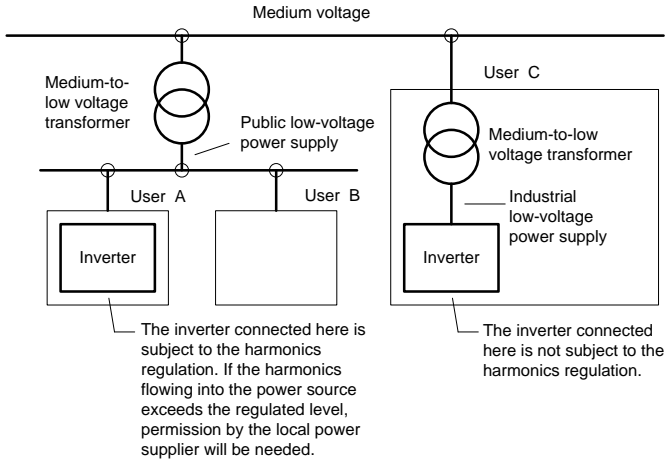 Medium voltage
User C
Medium-to-
low voltage
transformer
Public low-voltage
power supply
Medium-to-low
voltage transformer
User A
User B
Industrial
low-voltage
power supply
Inverter
Inverter
The inverter connected here is
subject to the harmonics
regulation. If the harmonics
flowing into the power source
exceeds the regulated level,
permission by the local power
supplier will be needed.
The inverter connected
here is not subject to the
harmonics regulation.